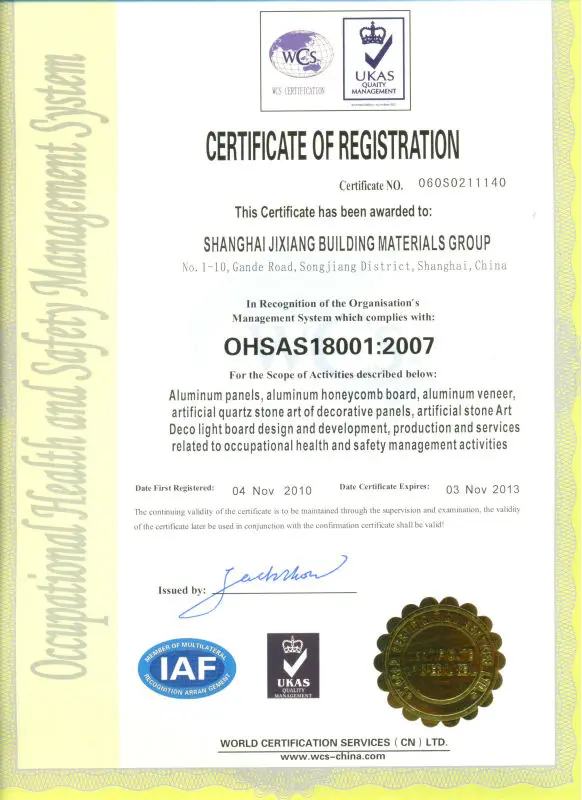 Occupational Health and Safety Management System
WCS
WCS CERTIFICATION
UKAS
QUAITY
MANAGEMENT
CERTIFICATE OF REGISTRATION
Certificate NO. 060S0211140
This Certificate has been awarded to:
SHANGHAI JIXIANG BUILDING MATERIALS GROUP
No.1-10,Gande Road,Songjiang District,Shanghai,China
In Recognition of the Organisation's
Management System which complies with:
OHSAS18001:2007
For the Scope of Activities described below:
Aluminum panels, aluminum honeycomb board, aluminum veneer,
artificial quartz stone art of decorative panels, artificial stone Art
Deco light board design and development, production and services
related to occupational health and safety management activities
Date First Registered: 04 Nov 2010 Date Certificate Expires: 03 Nov 2013
The continuing validity of the certificate is to be maintained through the supervision and examination, the validity
of the certificate later be used in conjunction with the confirmation certificate shall be valid!
Issued by:
MEMBER OF MULTILATERAL
IAF
RECOGNITION ARRAN GEMENT
UKAS
QUALITY
MANAGEMENT
WORLD CERTIFICATION SERVICES ( CN ) LTD.
www.wcs-china.com